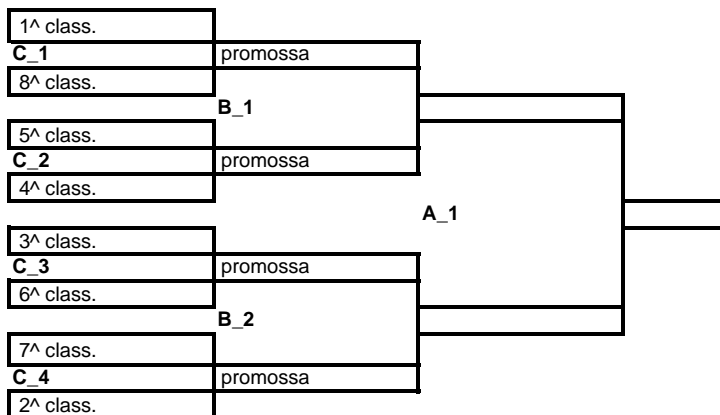 1^ class.
C_1 promossa
8^ class.
B_1
5^ class.
C_2 promossa
4^ class.
A_1
3^ class.
C_3 promossa
6^ class.
B_2
7^ class.
C_4 promossa
2^ class.